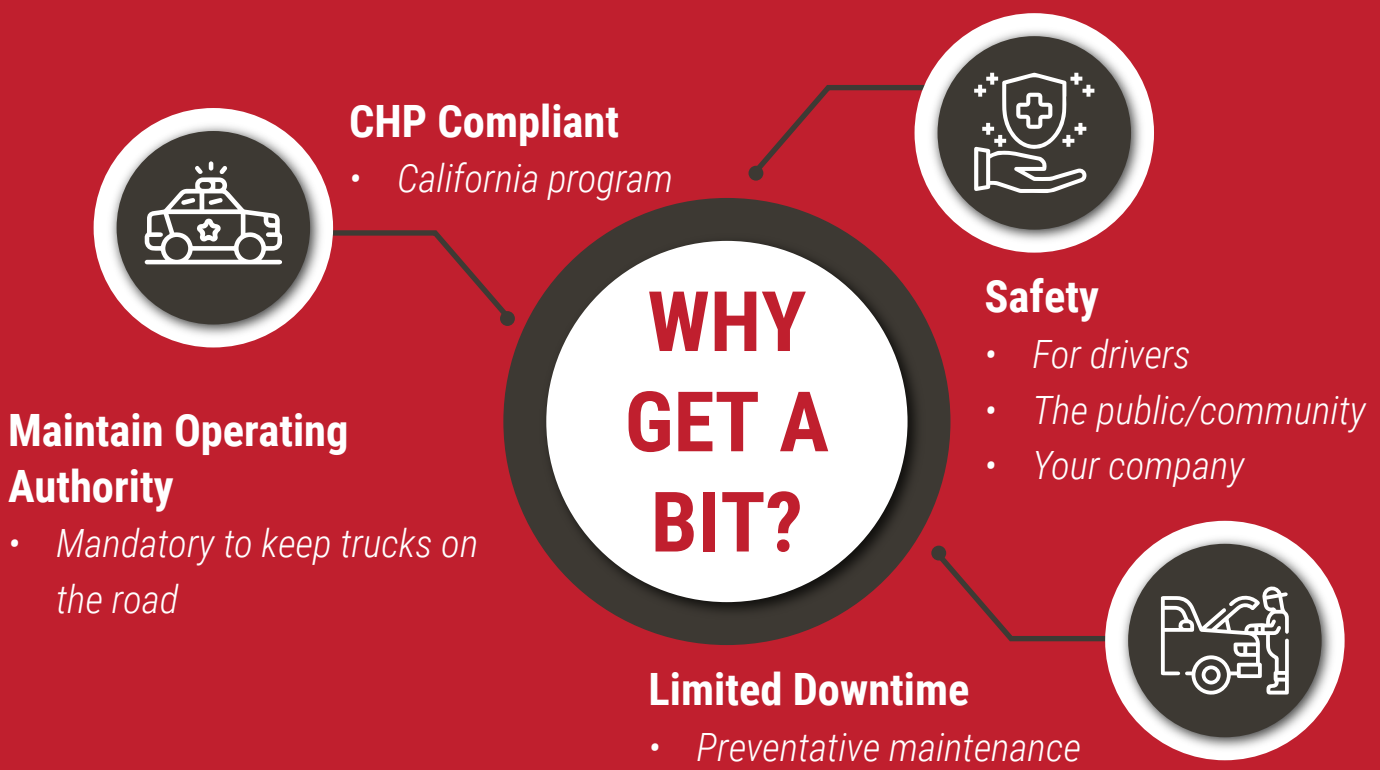 CHP Compliant
• California program
WHY
GET A
BIT?
Safety
• For drivers
• The public/community
• Your company
Maintain Operating
Authority
• Mandatory to keep trucks on
the road
Limited Downtime
• Preventative maintenance